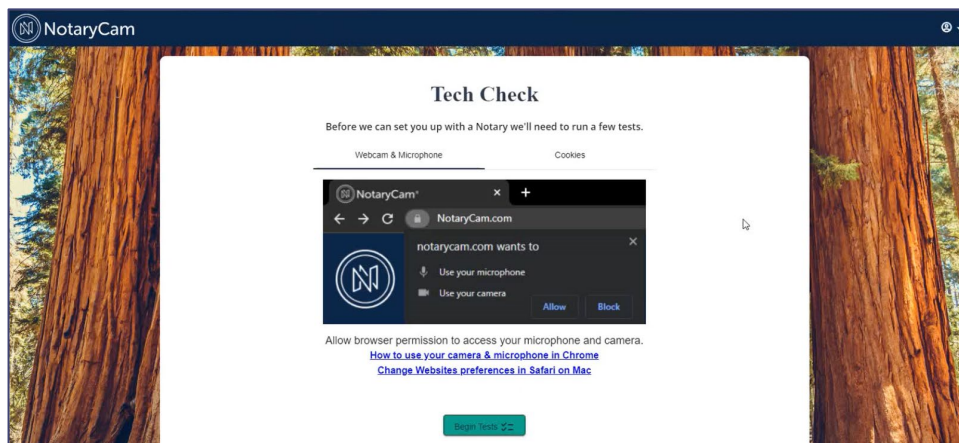 NotaryCam
Tech Check
Before we can set you up with a Notary we'll need to run a few tests.
Webcam & Microphone
Cookies
NotaryCam®
NotaryCam.com
notarycam.com wants to
Use your microphone
Use your camera
Allow
Block
Allow browser permission to access your microphone and camera.
How to use your camera & microphone in Chrome
Change Websites preferences in Safari on Mac
Begin Tests